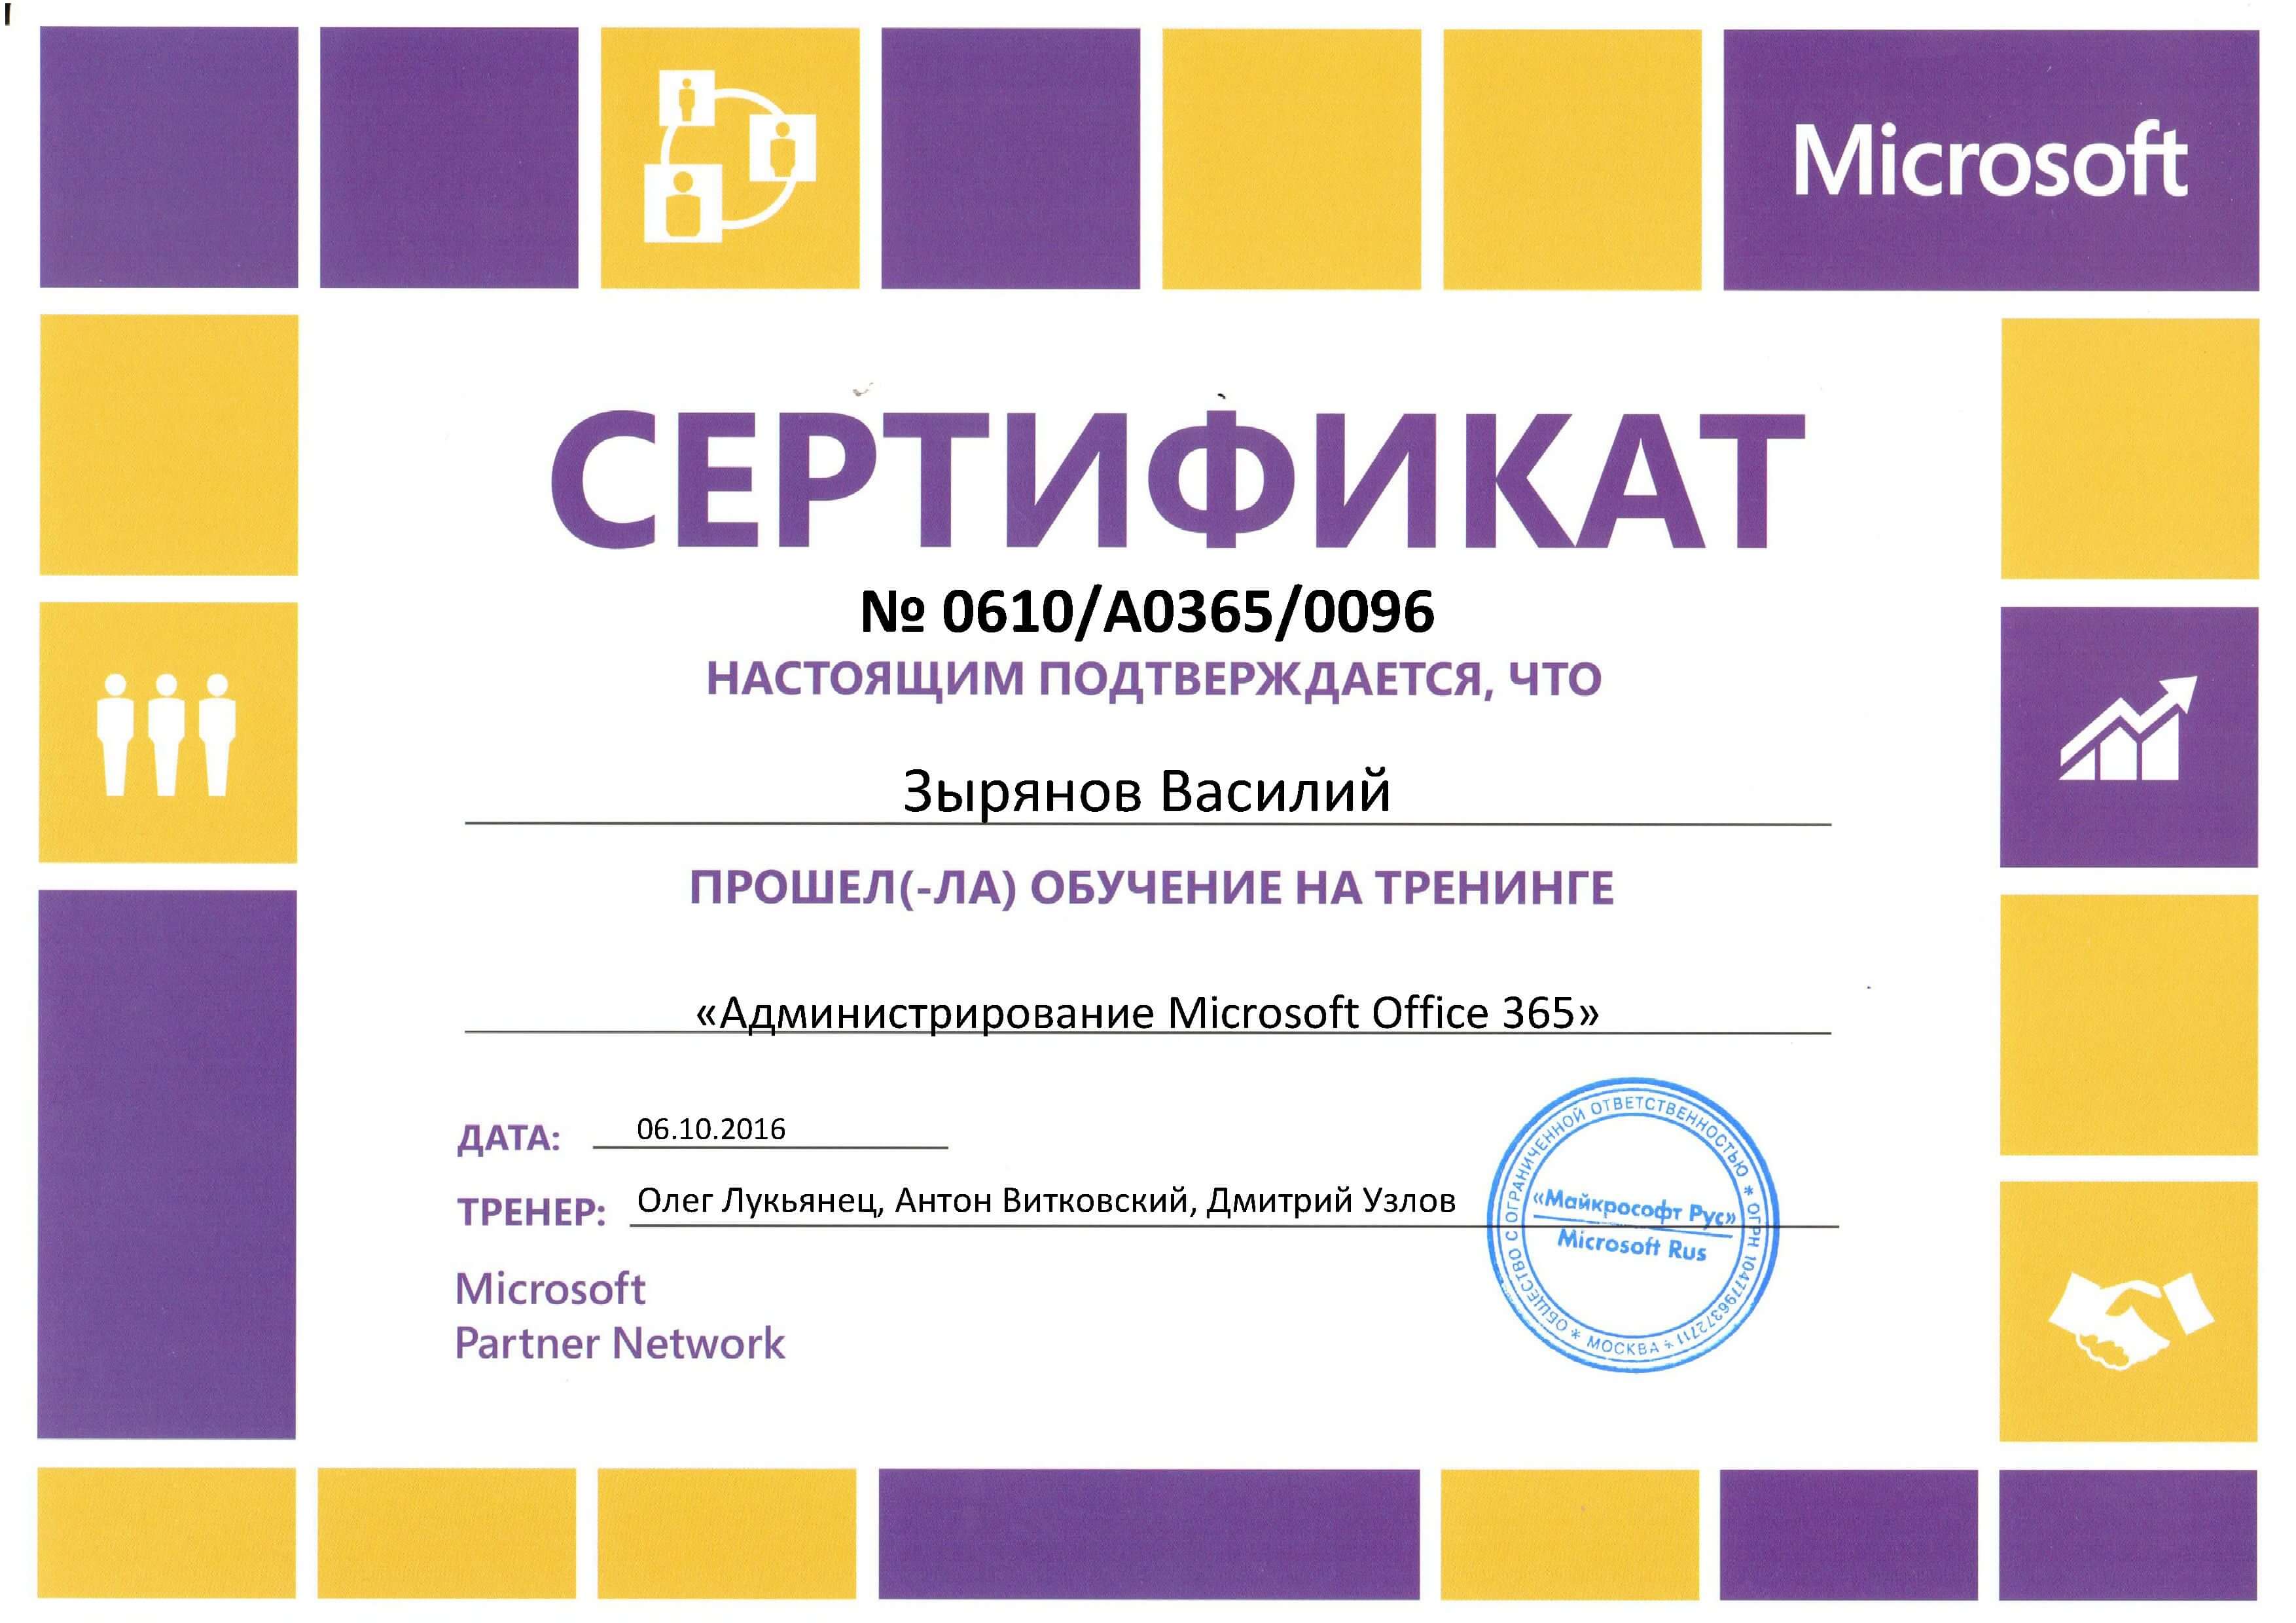 Microsoft
СЕРТИФИКАТ
№ 0610/АО365/0096
НАСТОЯЩИМ ПОДТВЕРЖДАЕТСЯ, ЧТО
Зырянов Василий
ПРОШЕЛ(-ЛА) ОБУЧЕНИЕ НА ТРЕНИНГЕ
«Администрирование Microsoft Office 365»
ДАТА: 06.10.2016
ТРЕНЕР: Олег Лукьянец, Антон Витковский, Дмитрий Узлов
ОБЩЕСТВО С ОГРАНИЧЕННОЙ ОТВЕТСТВЕННОСТЬЮ * ОГРН 1047796372711 * МОСКВА *
«Майкрософт Рус»
Microsoft Rus
Microsoft
Partner Network